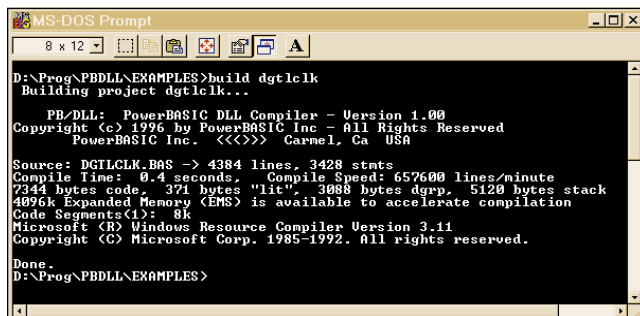 MS-DOS Prompt
8 x 12
A
D:\Prog\PBDLL\EXAMPLES>build dgtlclk
Building project dgtlclk...
PB/DLL: PowerBASIC DLL Compiler - Version 1.00
Copyright (c) 1996 by PowerBASIC Inc - All Rights Reserved
PowerBASIC Inc. <<<>>> Carmel, Ca USA
Source: DGTLCLK.BAS -> 4384 lines, 3428 stmts
Compile Time: 0.4 seconds, Compile Speed: 657600 lines/minute
7344 bytes code, 371 bytes "lit", 3088 bytes dgrp, 5120 bytes stack
4096k Expanded Memory (EMS) is available to accelerate compilation
Code Segments(1): 8k
Microsoft (R) Windows Resource Compiler Version 3.11
Copyright (C) Microsoft Corp. 1985-1992. All rights reserved.
Done.
D:\Prog\PBDLL\EXAMPLES>